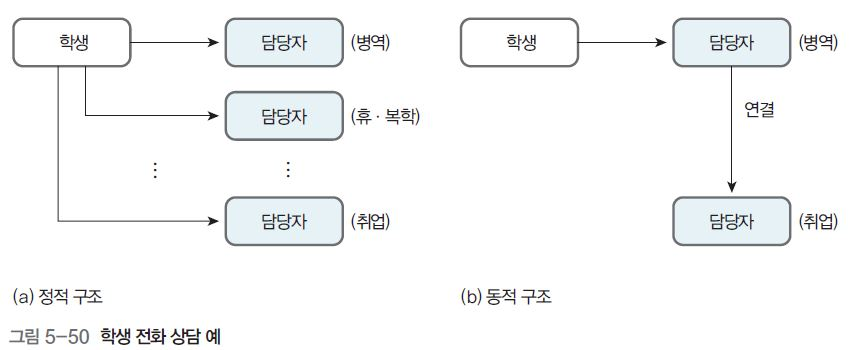 학생
담당자 (병역)
담당자 (휴 · 복학)
⋮ ⋮
담당자 (취업)
(a) 정적 구조
학생
담당자 (병역)
연결
담당자 (취업)
(b) 동적 구조
그림 5-50 학생 전화 상담 예